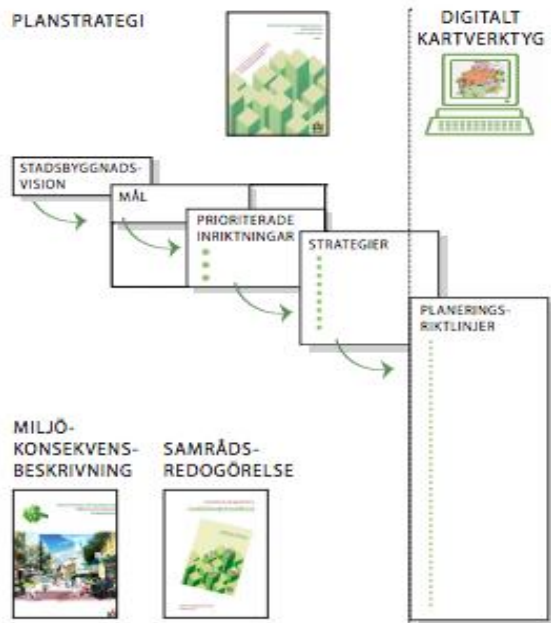 PLANSTRATEGI
DIGITALT
KARTVERKTYG
STADSBYGGNADS-
VISION
MÅL
PRIORITERADE
INRIKTNINGAR
STRATEGIER
PLANERINGS-
RIKTLINJER
MILJÖ-
KONSEKVENS-
BESKRIVNING
SAMRÅDS-
REDOGÖRELSE